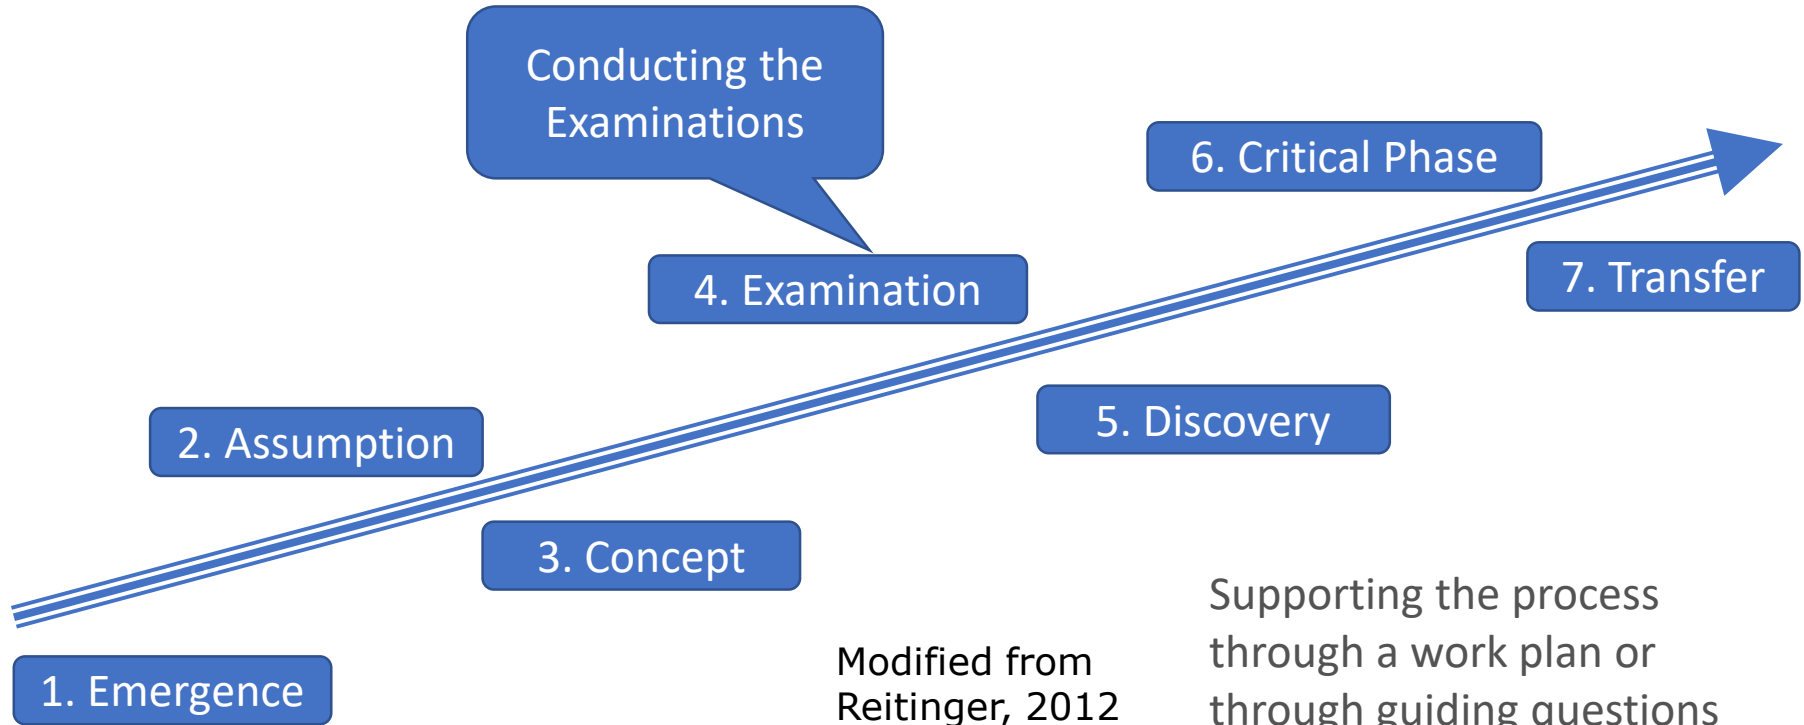 Conducting the
Examinations
6. Critical Phase
4. Examination
7. Transfer
2. Assumption
5. Discovery
3. Concept
1. Emergence
Modified from
Reitinger, 2012
Supporting the process
through a work plan or
through guiding questions